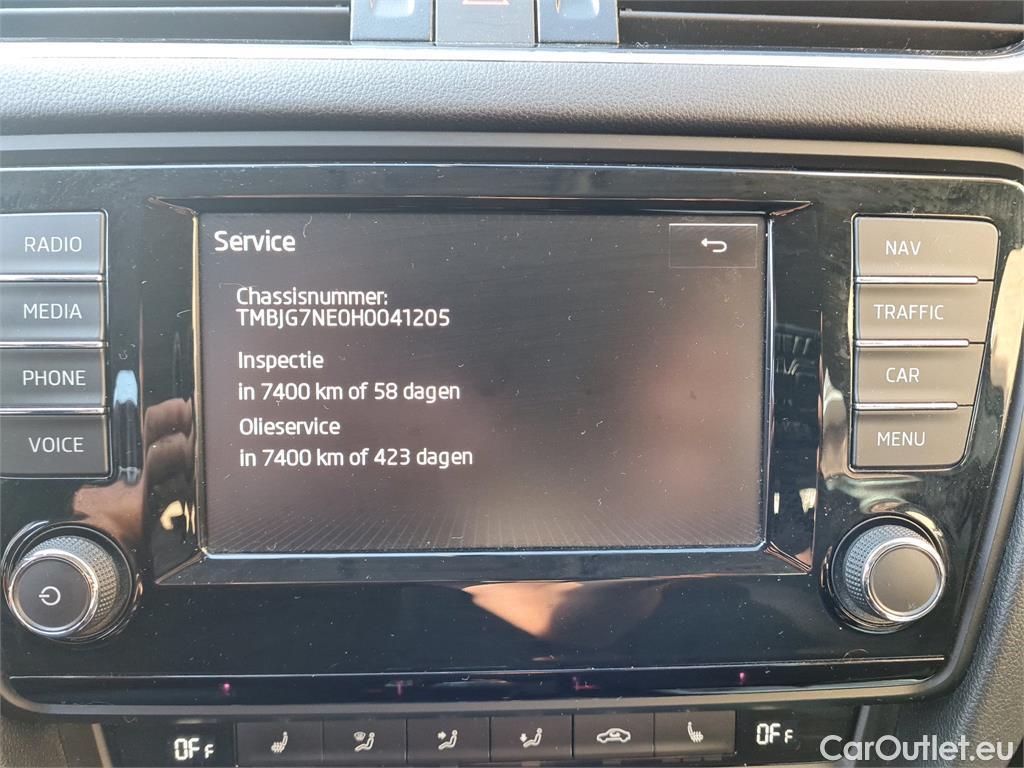 Service
Chassisnummer:
TMBJG7NE0H0041205
Inspectie
in 7400 km of 58 dagen
Olieservice
in 7400 km of 423 dagen
RADIO
MEDIA
PHONE
VOICE
NAV
TRAFFIC
CAR
MENU
OFF
OFF
CarOutlet.eu